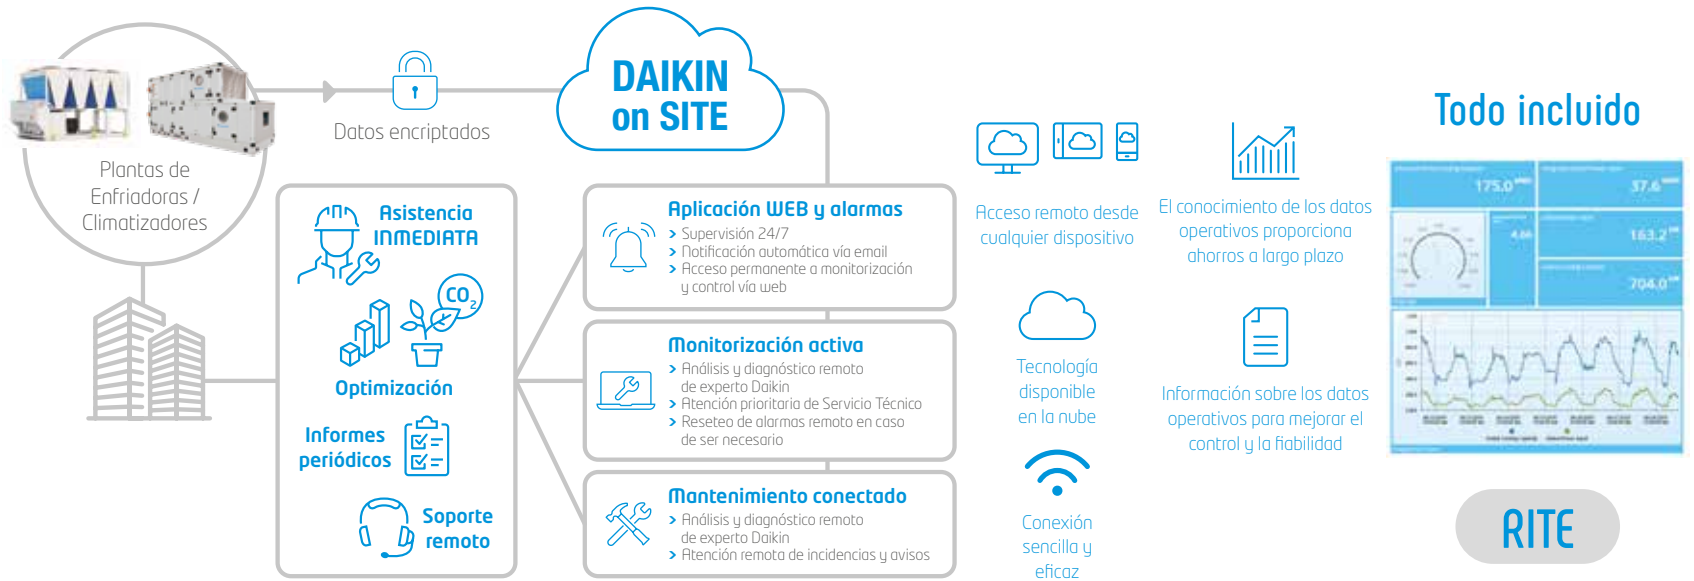 Plantas de
Enfriadoras /
Climatizadores
Datos encriptados
DAIKIN
on SITE
Asistencia
INMEDIATA
CO2
Optimización
Informes
periódicos
Soporte
remoto
Aplicación WEB y alarmas
> Supervisión 24/7
> Notificación automática vía email
> Acceso permanente a monitorización
y control vía web
Monitorización activa
> Análisis y diagnóstico remoto
de experto Daikin
> Atención prioritaria de Servicio Técnico
> Reseteo de alarmas remoto en caso
de ser necesario
Mantenimiento conectado
> Análisis y diagnóstico remoto
de experto Daikin
> Atención remota de incidencias y avisos
Acceso remoto desde
cualquier dispositivo
Tecnología
disponible
en la nube
Conexión
sencilla y
eficaz
El conocimiento de los datos
operativos proporciona
ahorros a largo plazo
Información sobre los datos
operativos para mejorar el
control y la fiabilidad
Todo incluido
175.0
37.6
4.66
163.2
704.0
RITE